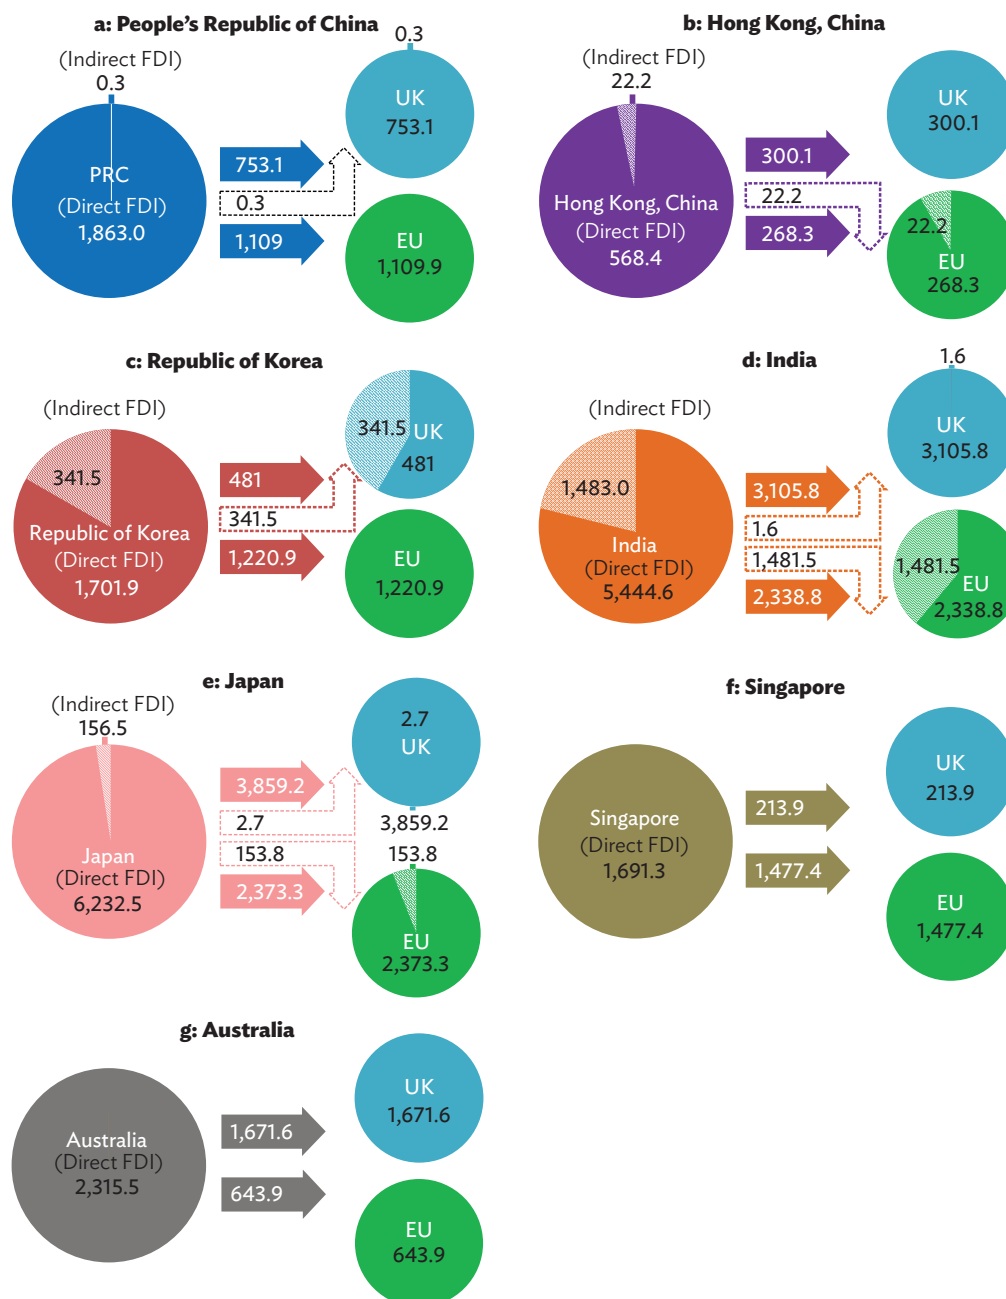 a: People's Republic of China
(Indirect FDI)
0.3
0.3
UK
753.1
PRC
(Direct FDI)
1,863.0
753.1
0.3
1,109
EU
1,109.9
b: Hong Kong, China
(Indirect FDI)
22.2
UK
300.1
Hong Kong, China
(Direct FDI)
568.4
300.1
22.2
268.3
22.2
EU
268.3
c: Republic of Korea
(Indirect FDI)
341.5
Republic of Korea
(Direct FDI)
1,701.9
481
341.5
1,220.9
341.5
UK
481
EU
1,220.9
d: India
(Indirect FDI)
1,483.0
India
(Direct FDI)
5,444.6
3,105.8
1.6
1,481.5
2,338.8
1.6
UK
3,105.8
1,481.5
EU
2,338.8
e: Japan
(Indirect FDI)
156.5
Japan
(Direct FDI)
6,232.5
3,859.2
2.7
153.8
2,373.3
2.7
UK
3,859.2
153.8
EU
2,373.3
f: Singapore
Singapore
(Direct FDI)
1,691.3
213.9
1,477.4
UK
213.9
EU
1,477.4
g: Australia
Australia
(Direct FDI)
2,315.5
1,671.6
643.9
UK
1,671.6
EU
643.9